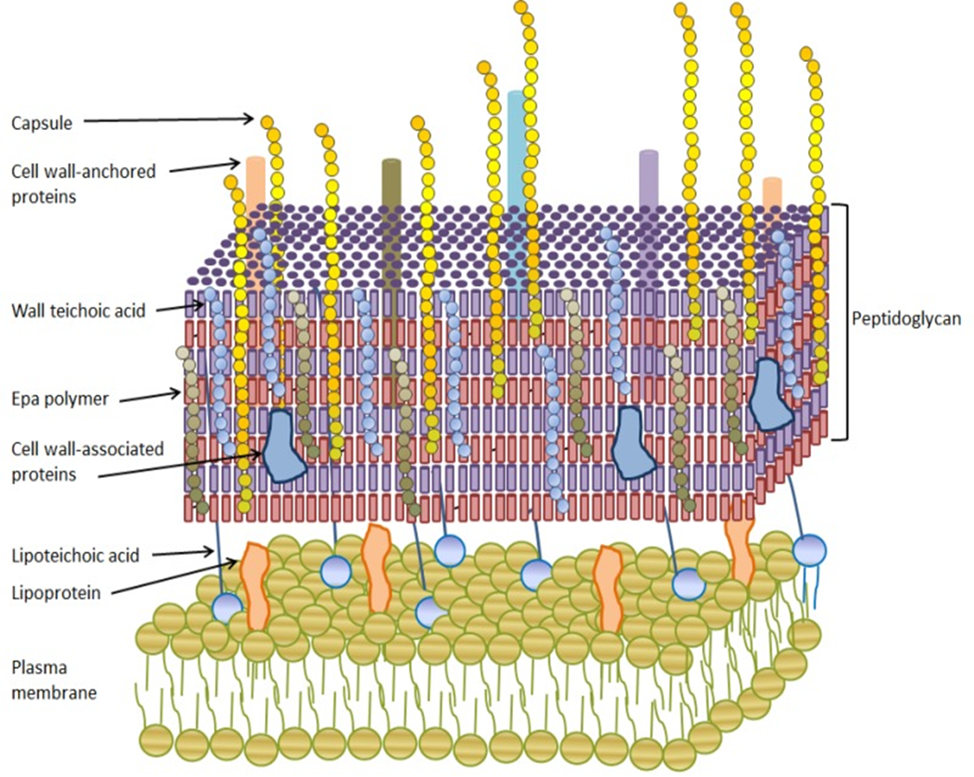 Capsule
Cell wall-anchored
proteins
Wall teichoic acid
Peptidoglycan
Epa polymer
Cell wall-associated
proteins
Lipoteichoic acid
Lipoprotein
Plasma
membrane